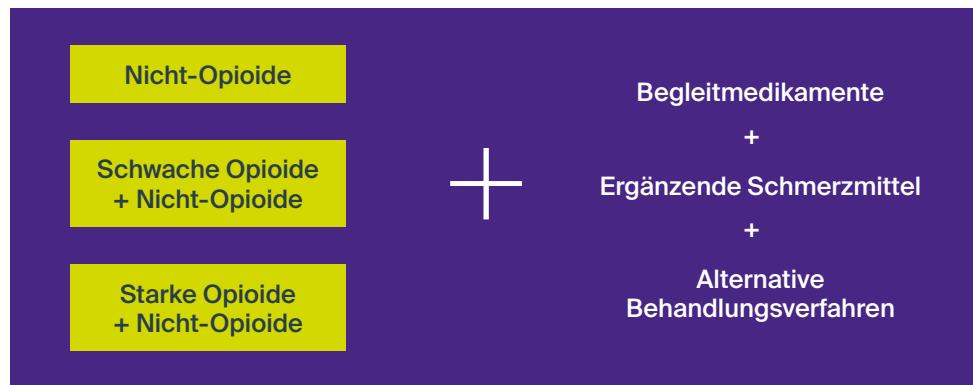 Nicht-Opioide
Schwache Opioide
+ Nicht-Opioide
Starke Opioide
+ Nicht-Opioide
+
Begleitmedikamente
+
Ergänzende Schmerzmittel
+
Alternative
Behandlungsverfahren